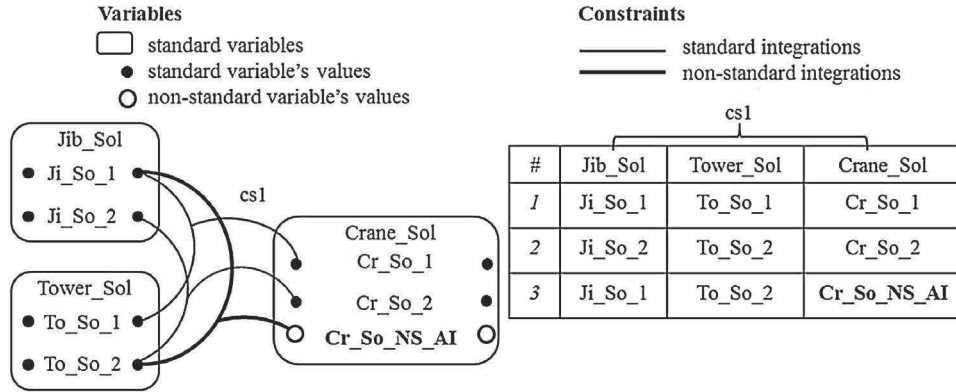 Variables
standard variables
standard variable's values
non-standard variable's values
Constraints
standard integrations
non-standard integrations
Jib_Sol
Ji_So_1
Ji_So_2
Tower_Sol
To_So_1
To_So_2
cs1
Crane_Sol
Cr_So_1
Cr_So_2
Cr_So_NS_AI
cs1
# Jib_Sol Tower_Sol Crane_Sol
1 Ji_So_1 To_So_1 Cr_So_1
2 Ji_So_2 To_So_2 Cr_So_2
3 Ji_So_1 To_So_2 Cr_So_NS_AI